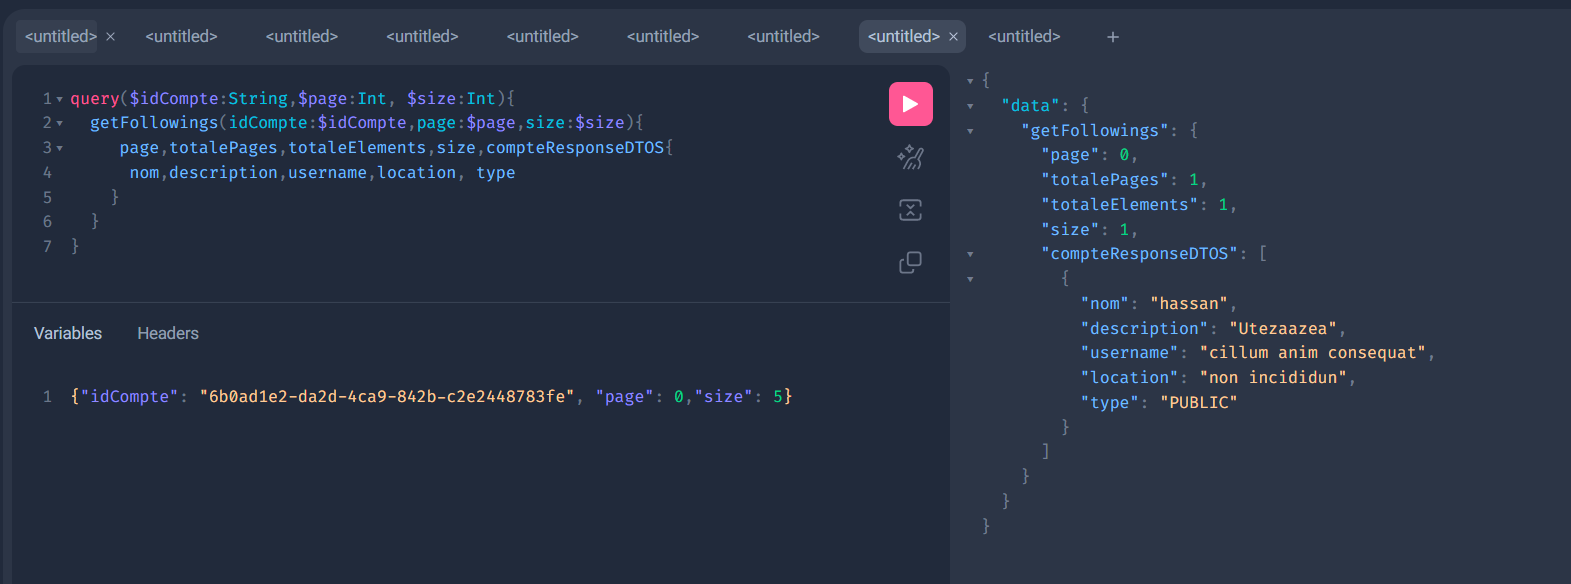 <untitled> × <untitled> <untitled> <untitled> <untitled> <untitled> <untitled> <untitled> × <untitled> +
1 query($idCompte:String,$page:Int, $size:Int){
2 getFollowings(idCompte:$idCompte,page:$page,size:$size){
3 page,totalePages,totaleElements,size,compteResponseDTOS{
4 nom,description,username,location, type
5 }
6 }
7 }
Variables Headers
1 {"idCompte": "6b0ad1e2-da2d-4ca9-842b-c2e2448783fe", "page": 0,"size": 5}
{
"data": {
"getFollowings": {
"page": 0,
"totalePages": 1,
"totaleElements": 1,
"size": 1,
"compteResponseDTOS": [
{
"nom": "hassan",
"description": "Utezaazea",
"username": "cillum anim consequat",
"location": "non incididun",
"type": "PUBLIC"
}
]
}
}
}